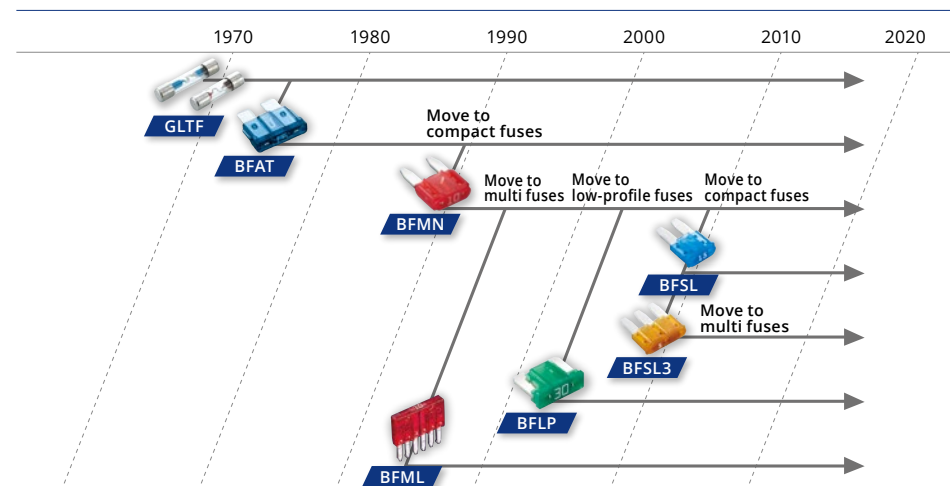 1970 1980 1990 2000 2010 2020
GLTF
BFAT
Move to
compact fuses
BFMN
Move to
multi fuses
Move to
low-profile fuses
Move to
compact fuses
BFSL
Move to
multi fuses
BFSL3
30
BFLP
BFML